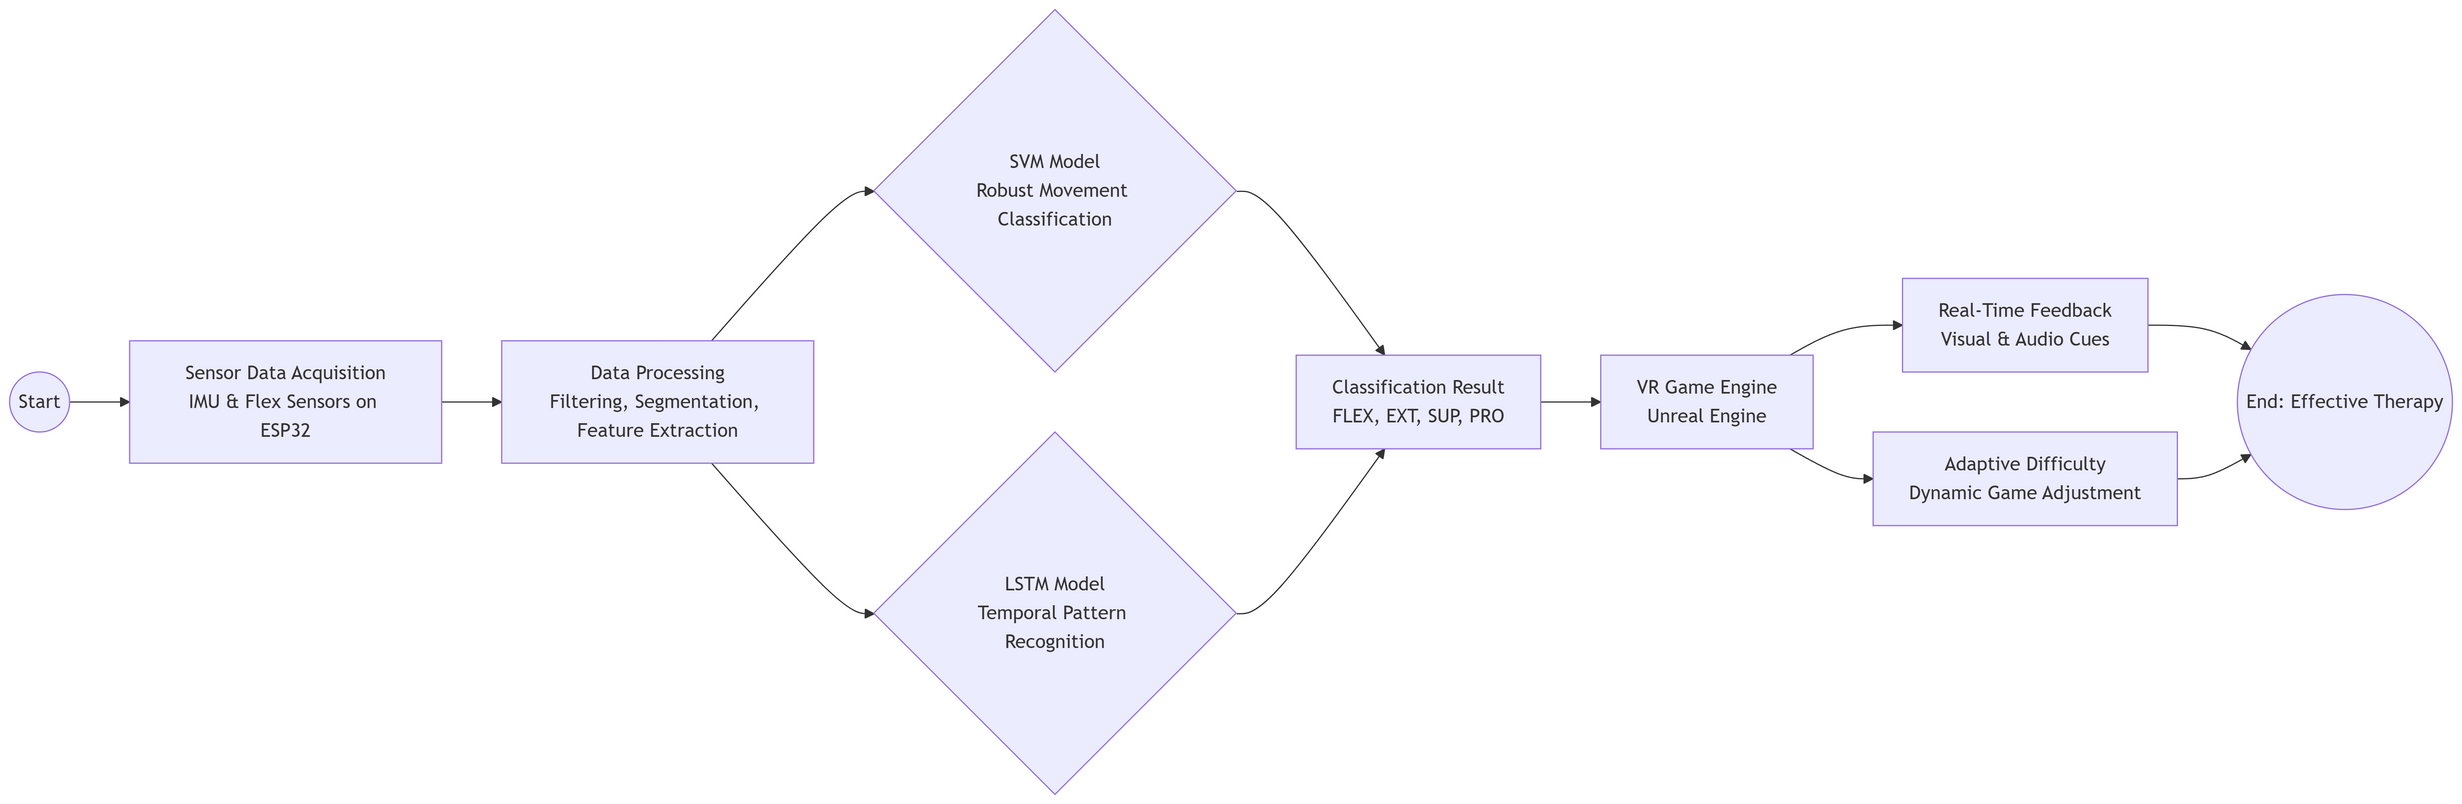 Start
Sensor Data Acquisition
IMU & Flex Sensors on
ESP32
Data Processing
Filtering, Segmentation,
Feature Extraction
SVM Model
Robust Movement
Classification
LSTM Model
Temporal Pattern
Recognition
Classification Result
FLEX, EXT, SUP, PRO
VR Game Engine
Unreal Engine
Real-Time Feedback
Visual & Audio Cues
Adaptive Difficulty
Dynamic Game Adjustment
End: Effective Therapy